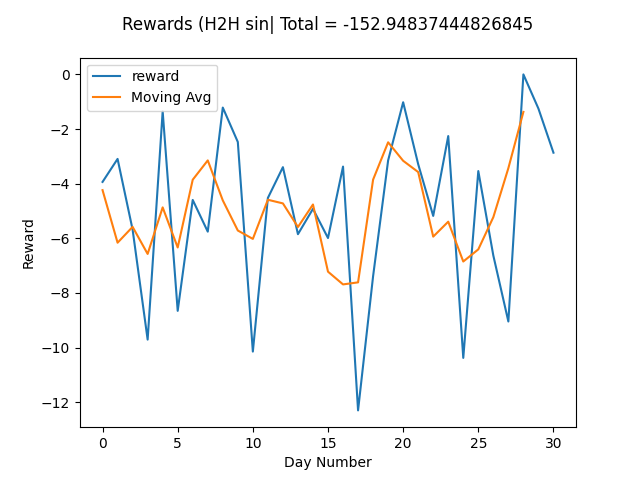 Rewards (H2H sin| Total = -152.94837444826845
reward
Moving Avg
0
−2
−4
−6
−8
−10
−12
Reward
0 5 10 15 20 25 30
Day Number